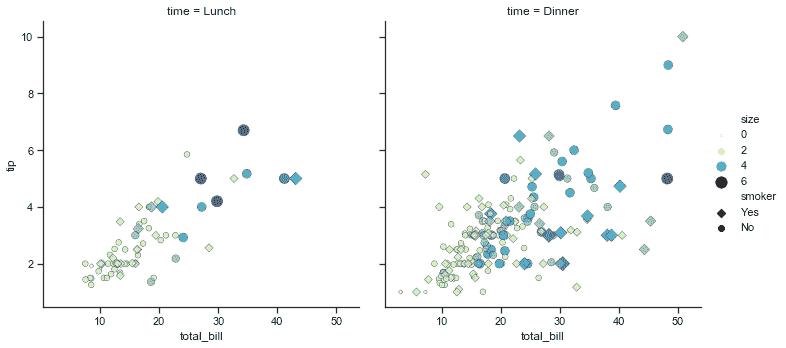 time = Lunch
time = Dinner
10
8
6
4
2
tip
10
20
30
40
50
total_bill
10
20
30
40
50
total_bill
size
0
2
4
6
smoker
Yes
No